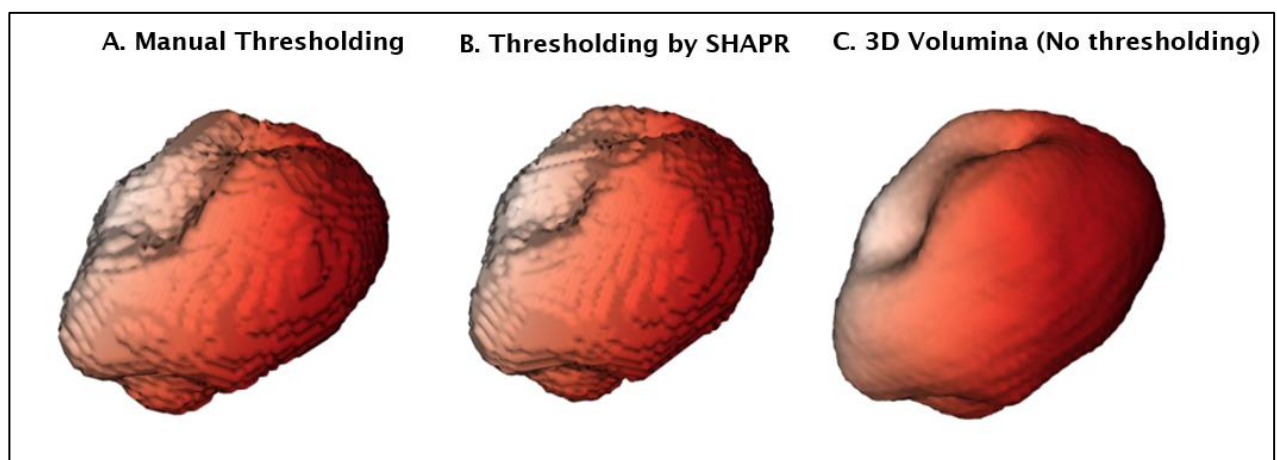 A. Manual Thresholding
B. Thresholding by SHAPR
C. 3D Volumina (No thresholding)